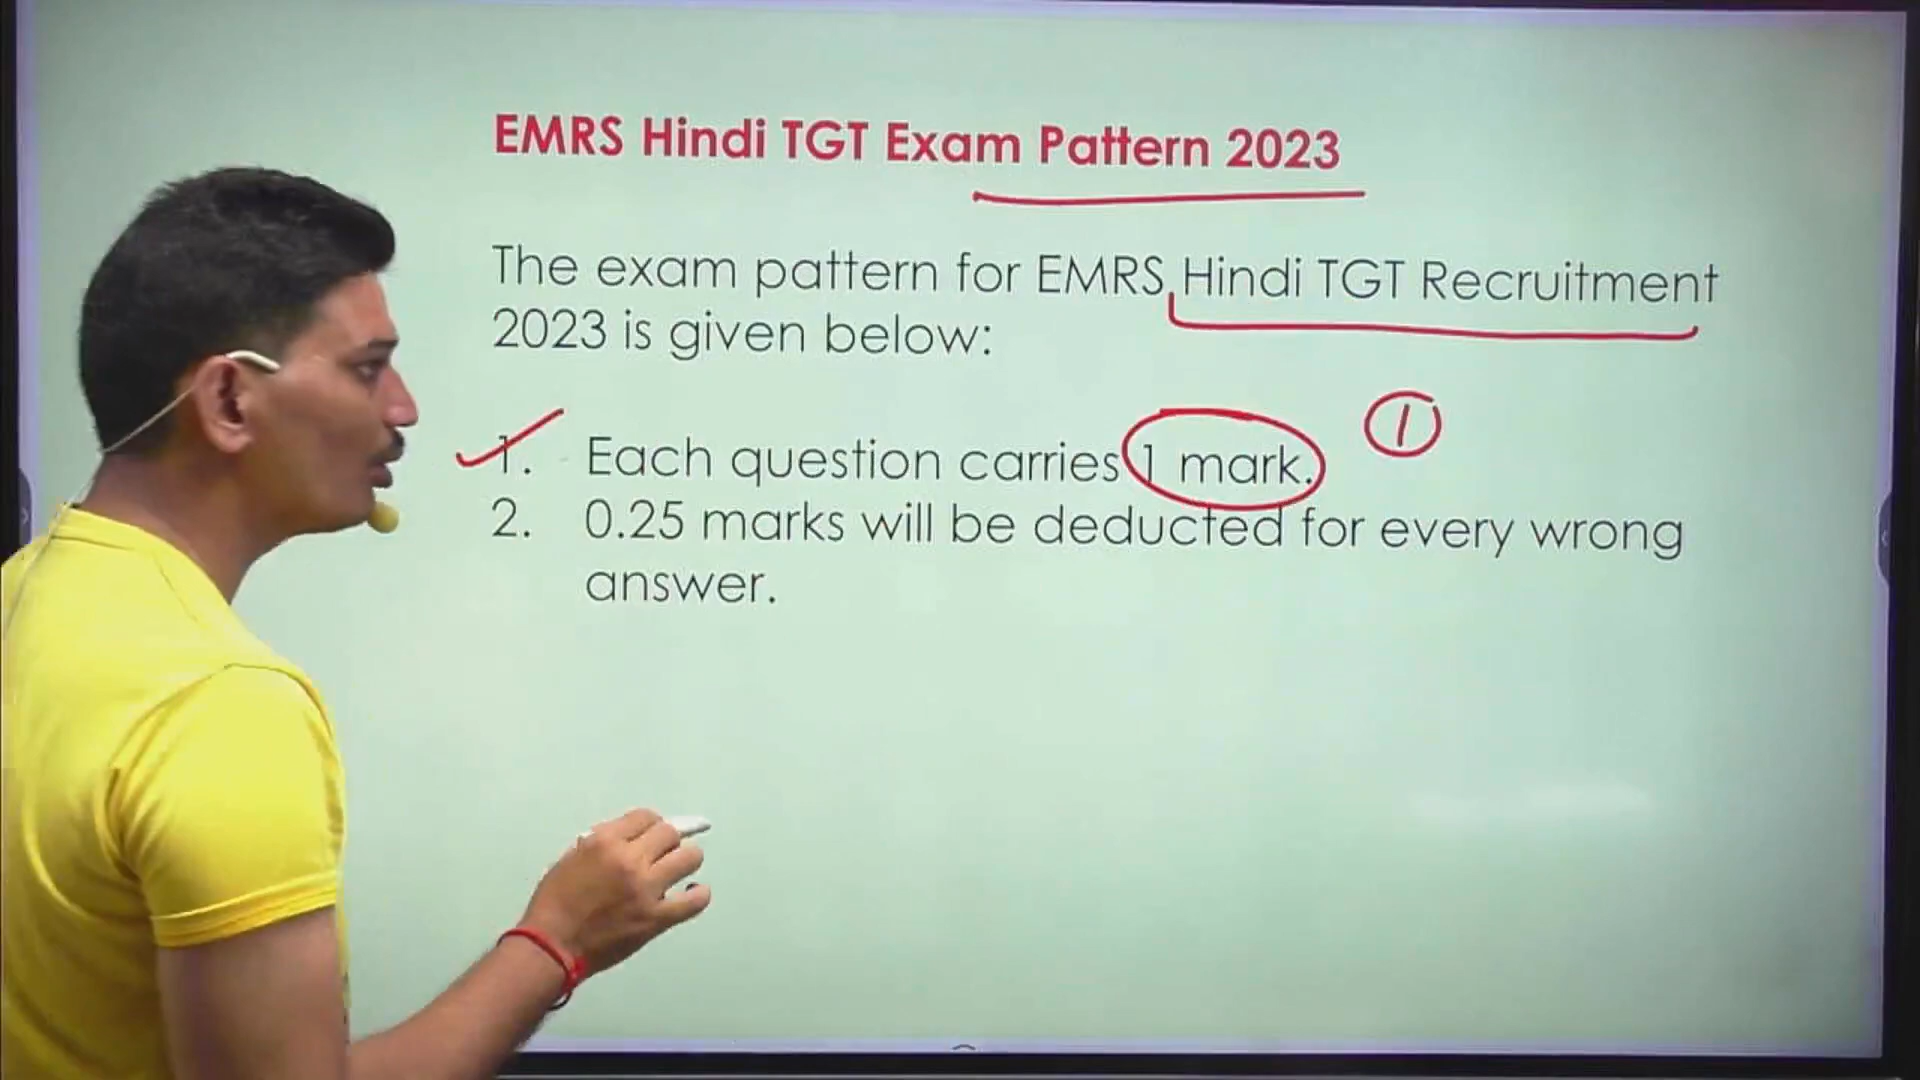 EMRS Hindi TGT Exam Pattern 2023
The exam pattern for EMRS Hindi TGT Recruitment
2023 is given below:
1
1. Each question carries 1 mark.
2. 0.25 marks will be deducted for every wrong
answer.